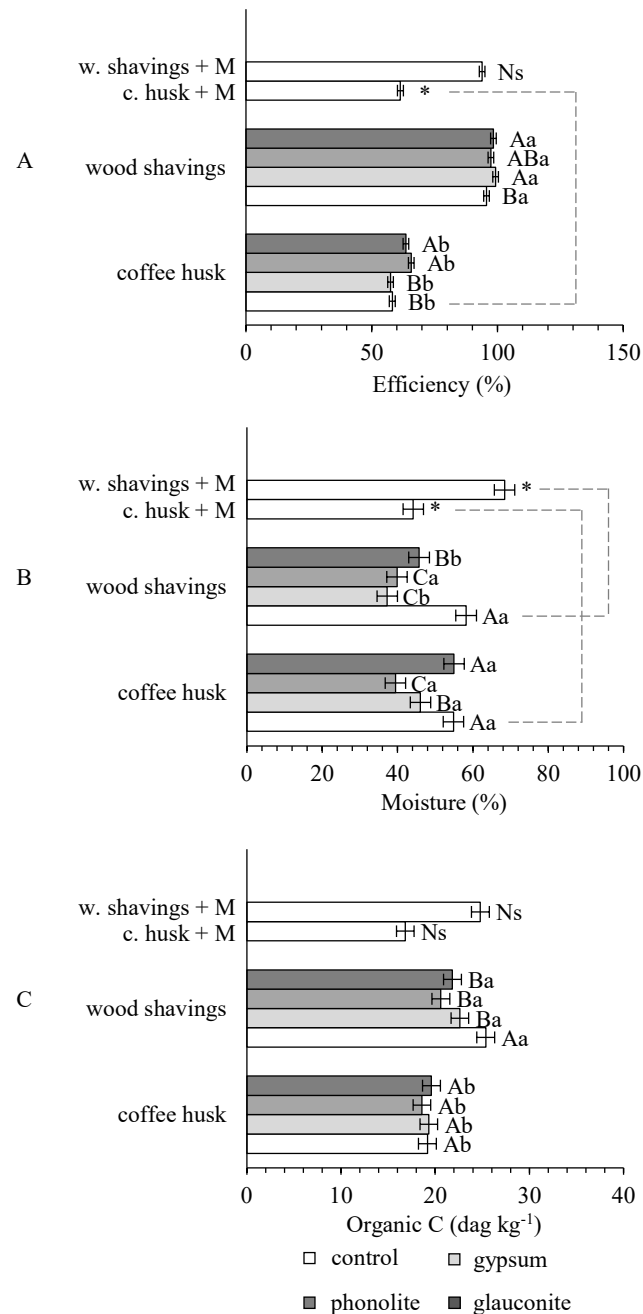 A
w. shavings + M
Ns
c. husk + M
*
wood shavings
Aa
ABa
Aa
Ba
coffee husk
Ab
Ab
Bb
Bb
0 50 100 150
Efficiency (%)
B
w. shavings + M
*
c. husk + M
*
wood shavings
Bb
Ca
Cb
Aa
coffee husk
Aa
Ca
Ba
Aa
0 20 40 60 80 100
Moisture (%)
C
w. shavings + M
Ns
c. husk + M
Ns
wood shavings
Ba
Ba
Ba
Aa
coffee husk
Ab
Ab
Ab
Ab
0 10 20 30 40
Organic C (dag kg⁻¹)
control gypsum
phonolite glauconite